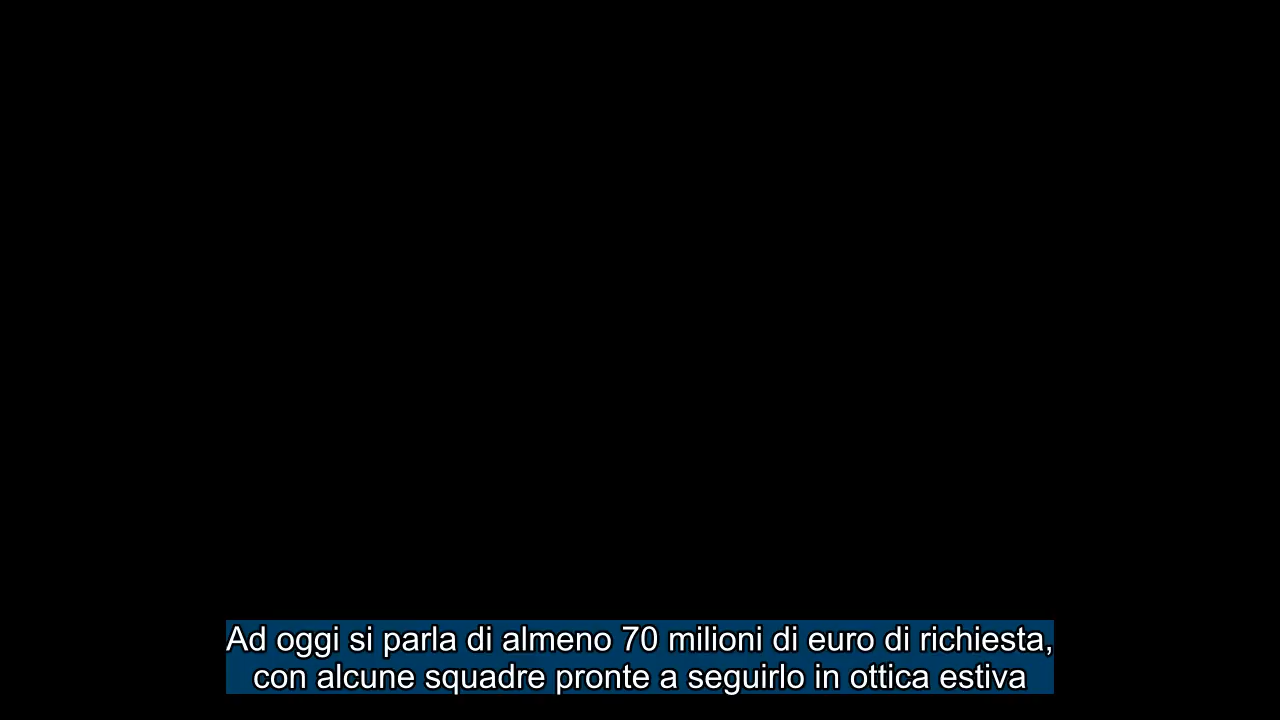 Ad oggi si parla di almeno 70 milioni di euro di richiesta,
con alcune squadre pronte a seguirlo in ottica estiva